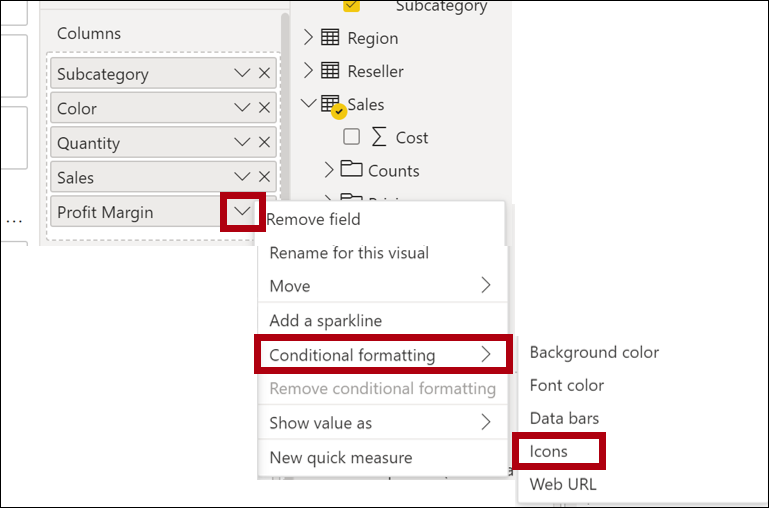 Columns
Subcategory
Color
Quantity
Sales
Profit Margin
...
Subcategory
Region
Reseller
Sales
Σ Cost
Counts
Remove field
Rename for this visual
Move
Add a sparkline
Conditional formatting
Remove conditional formatting
Show value as
New quick measure
Background color
Font color
Data bars
Icons
Web URL